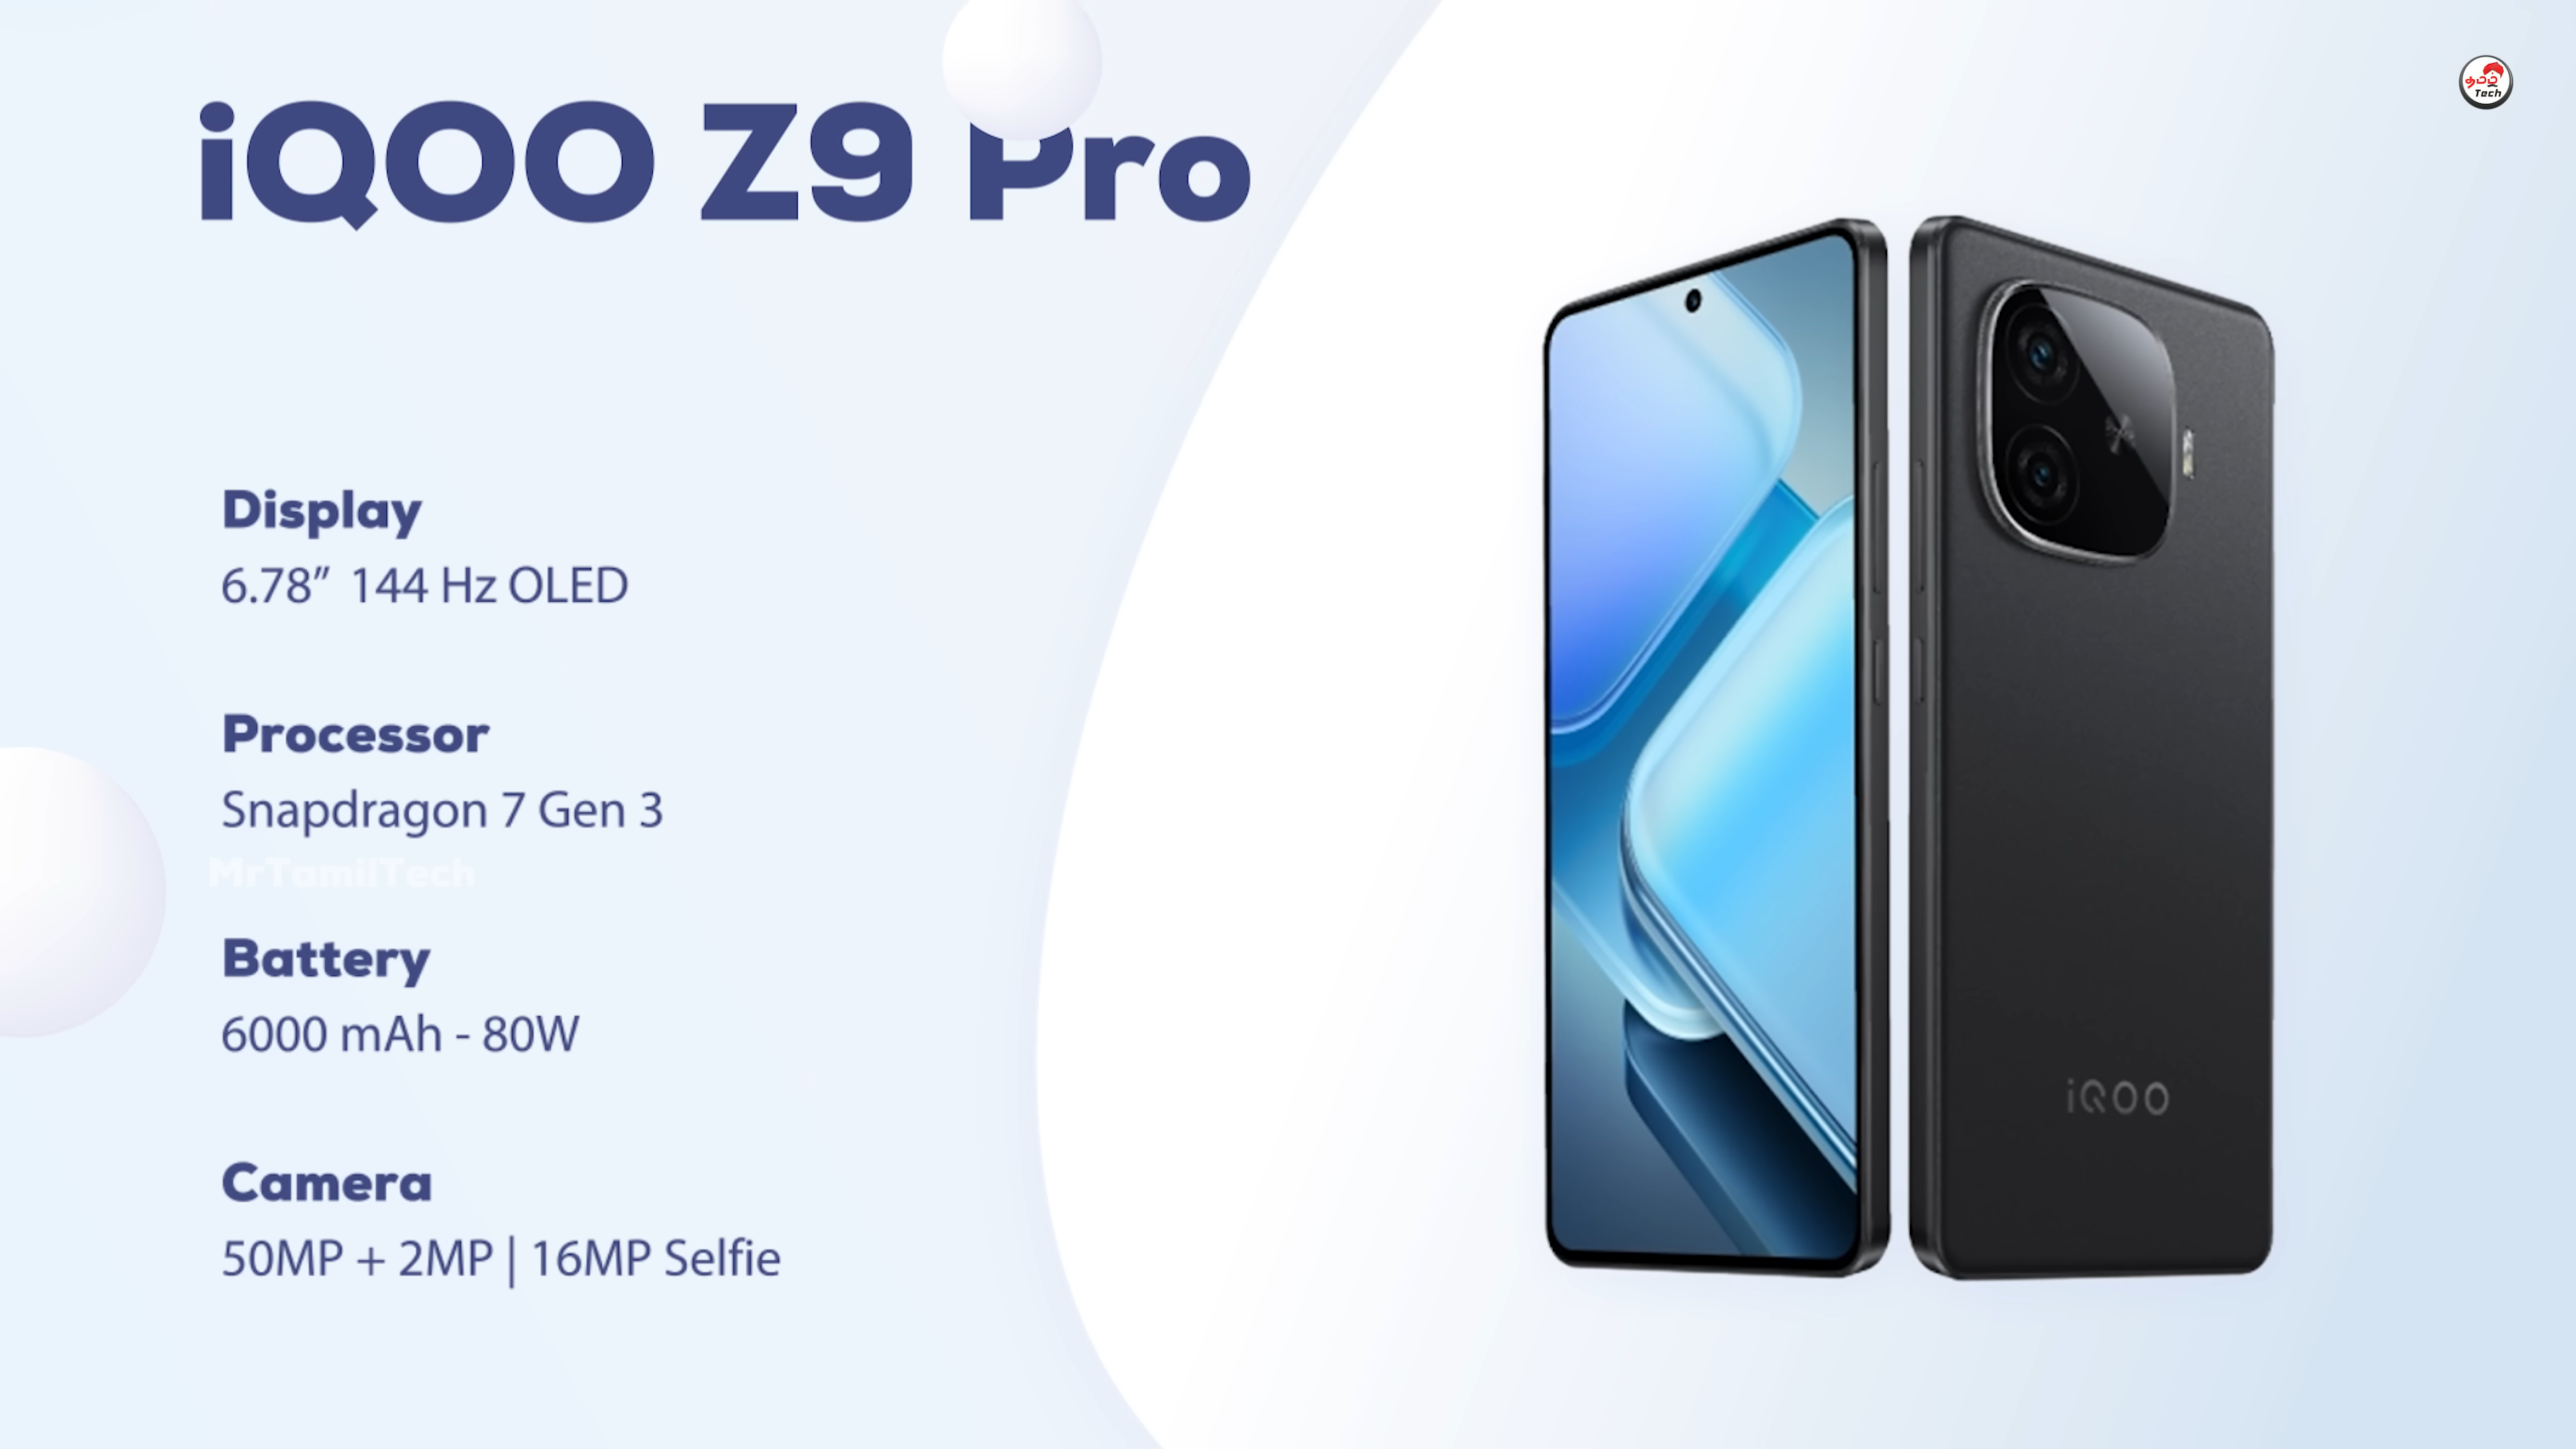 iQOO Z9 Pro
தமிழ்
Tech
Display
6.78” 144 Hz OLED
Processor
Snapdragon 7 Gen 3
MrTamilTech
Battery
6000 mAh - 80W
Camera
50MP + 2MP | 16MP Selfie
iQOO